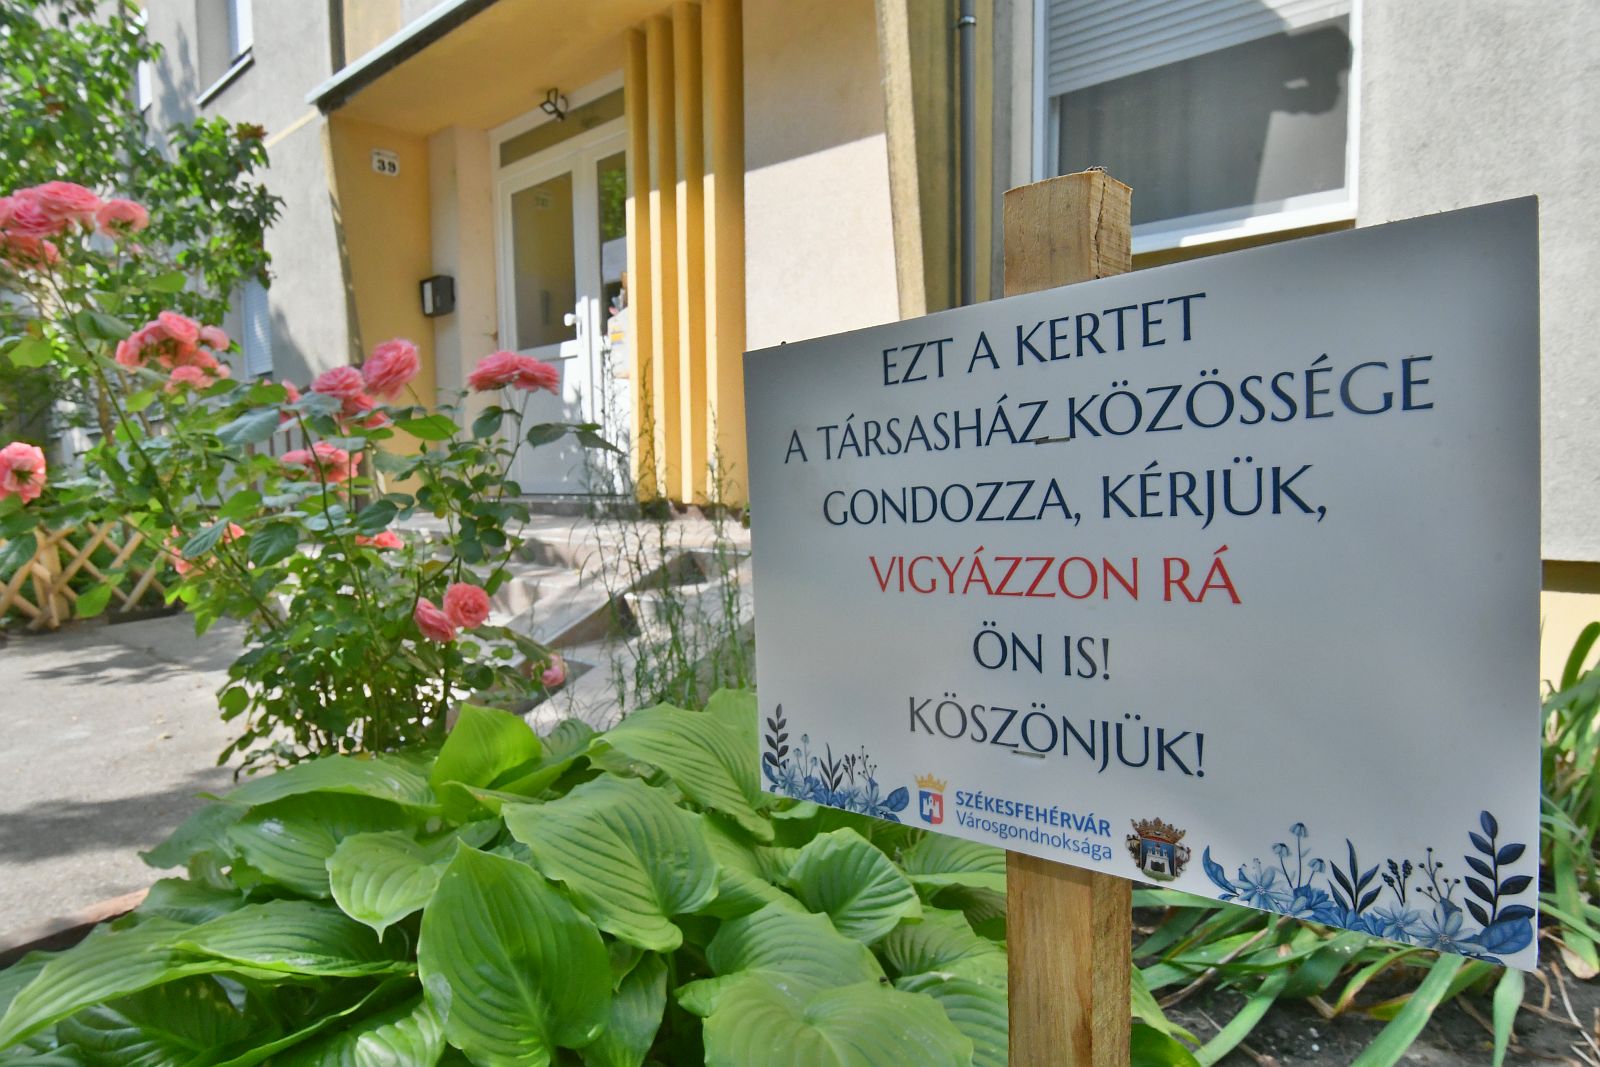 39
EZT A KERTET
A TÁRSASHÁZ KÖZÖSSÉGE
GONDOZZA, KÉRJÜK,
VIGYÁZZON RÁ
ÖN IS!
KÖSZÖNJÜK!
SZÉKESFEHÉRVÁR
Városgondnoksága